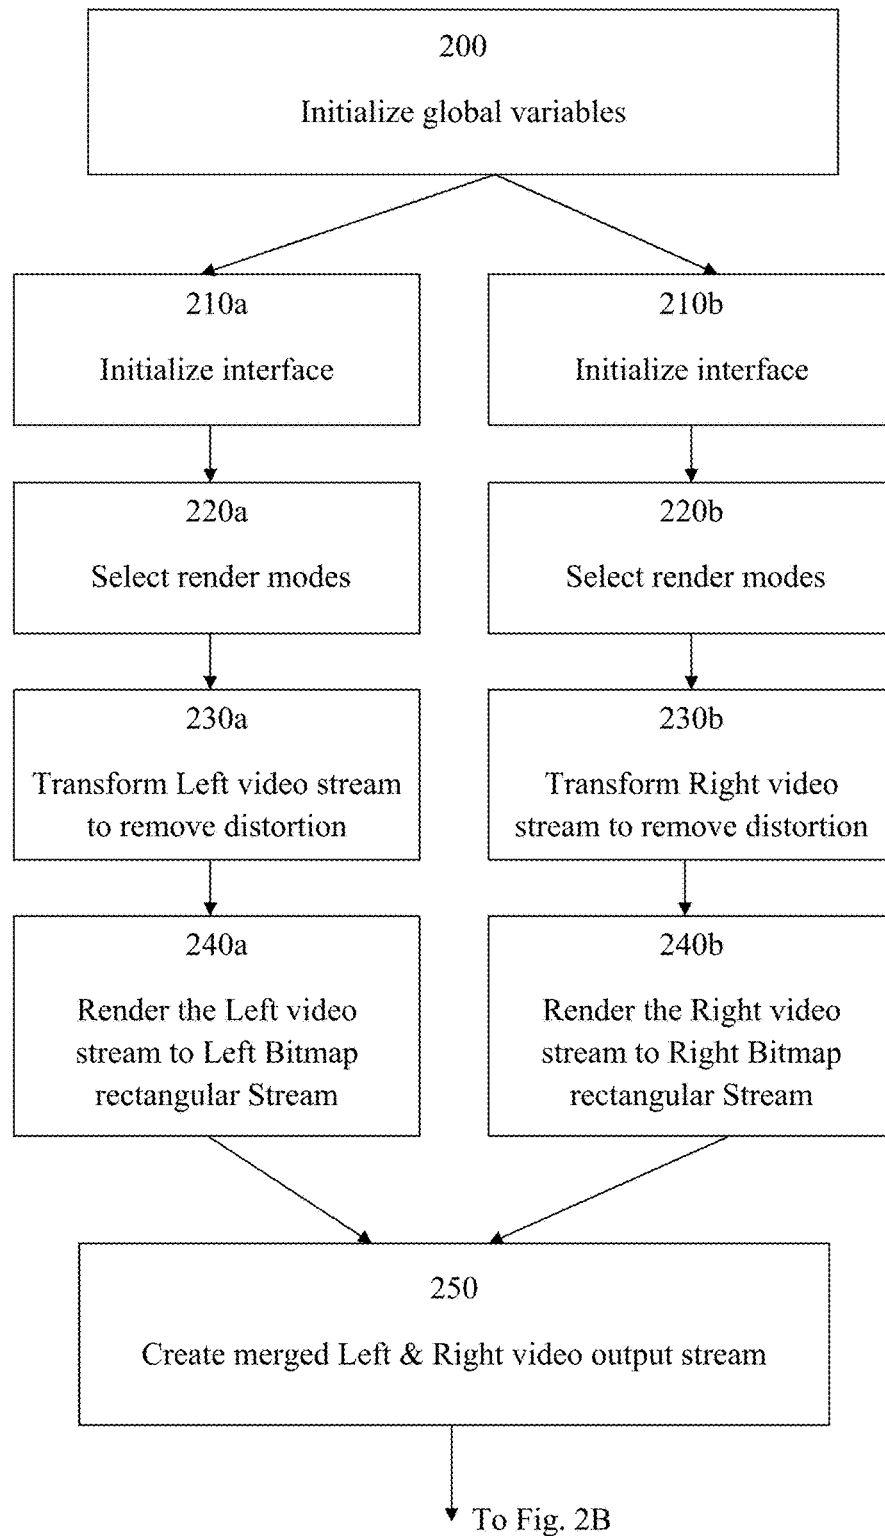 200
Initialize global variables
210a
Initialize interface
210b
Initialize interface
220a
Select render modes
220b
Select render modes
230a
Transform Left video stream
to remove distortion
230b
Transform Right video
stream to remove distortion
240a
Render the Left video
stream to Left Bitmap
rectangular Stream
240b
Render the Right video
stream to Right Bitmap
rectangular Stream
250
Create merged Left & Right video output stream
To Fig. 2B